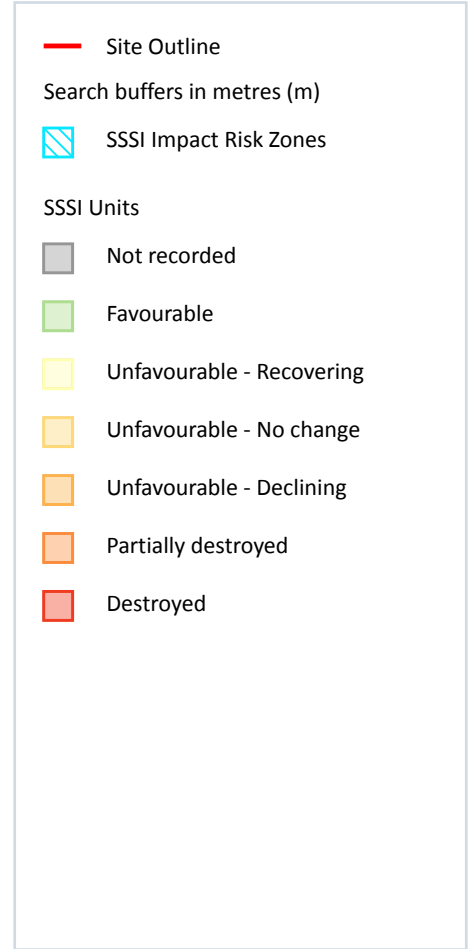 Site Outline
Search buffers in metres (m)
SSSI Impact Risk Zones
SSSI Units
Not recorded
Favourable
Unfavourable - Recovering
Unfavourable - No change
Unfavourable - Declining
Partially destroyed
Destroyed